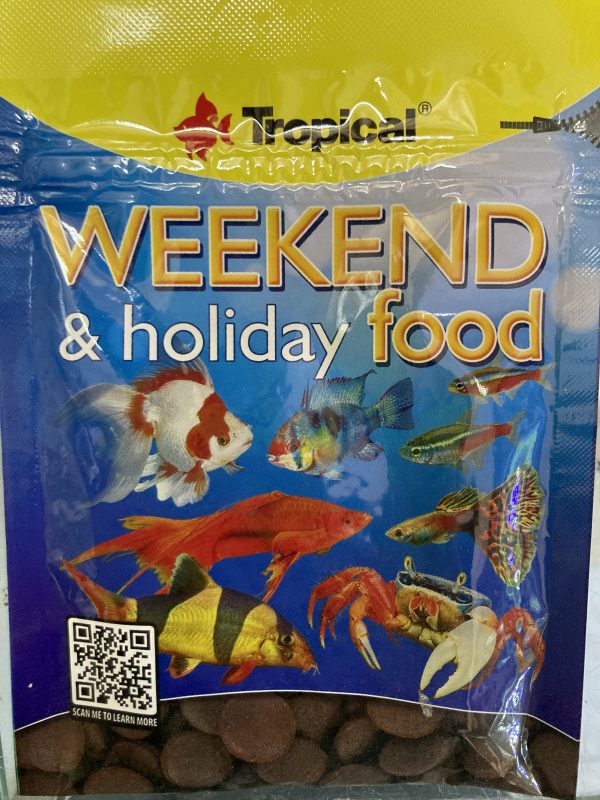 Tropical®
WEEKEND
& holiday food
SCAN ME TO LEARN MORE